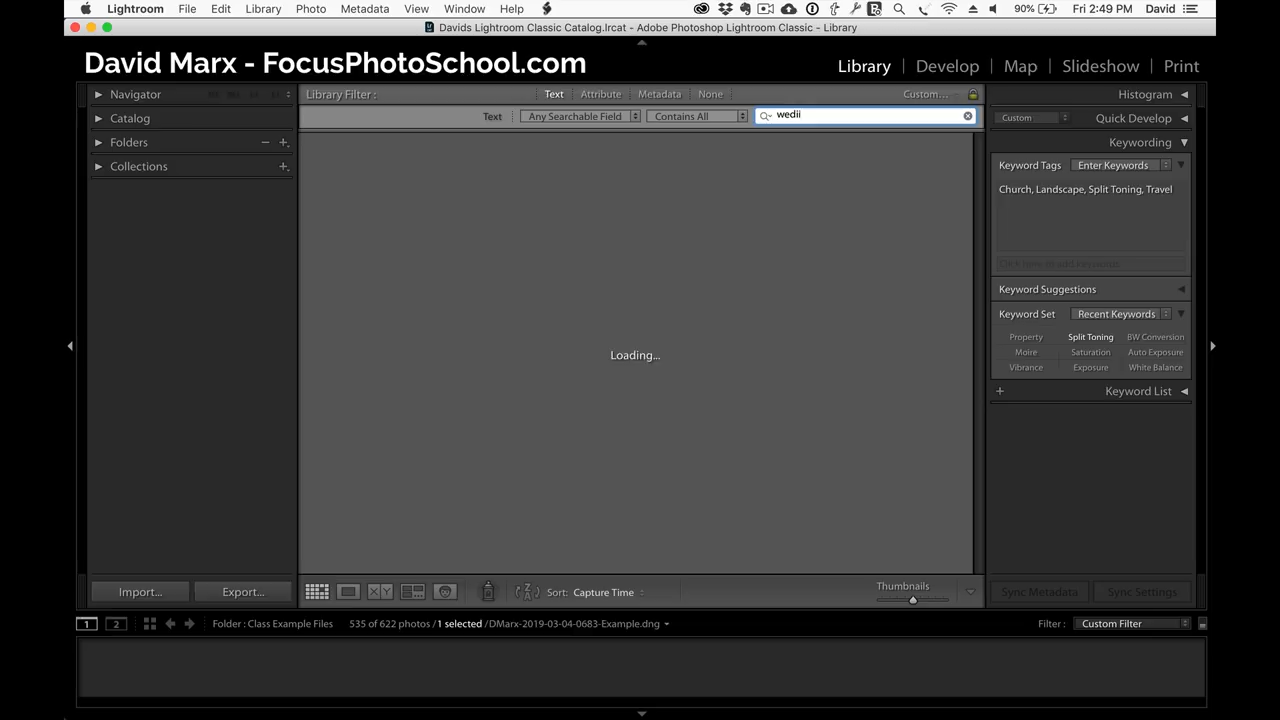 Lightroom File Edit Library Photo Metadata View Window Help 90% Fri 2:49 PM David
Davids Lightroom Classic Catalog.lrcat - Adobe Photoshop Lightroom Classic - Library
David Marx - FocusPhotoSchool.com
Library | Develop | Map | Slideshow | Print
Navigator
Catalog
Folders
Collections
Library Filter : Text Attribute Metadata None Custom...
Text Any Searchable Field Contains All wedii
Loading...
Histogram
Custom Quick Develop
Keywording
Keyword Tags Enter Keywords
Church, Landscape, Split Toning, Travel
Click here to add keywords
Keyword Suggestions
Keyword Set Recent Keywords
Property Split Toning BW Conversion
Moire Saturation Auto Exposure
Vibrance Exposure White Balance
Keyword List
Import... Export...
XY
Sort: Capture Time
Thumbnails
Sync Metadata Sync Settings
1 2 Folder : Class Example Files 535 of 622 photos / 1 selected / DMarx-2019-03-04-0683-Example.dng
Filter : Custom Filter